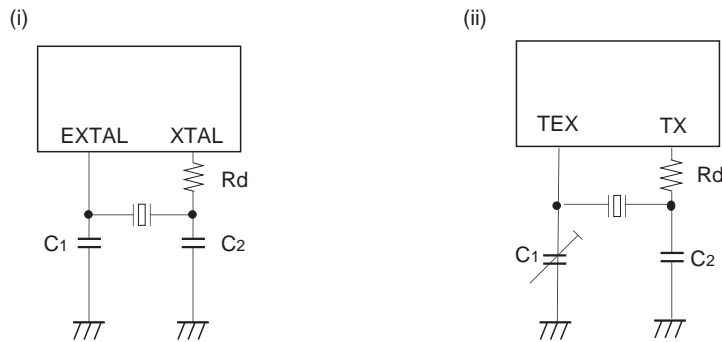 (i)
EXTAL XTAL
Rd
C1
C2
(ii)
TEX TX
Rd
C1
C2